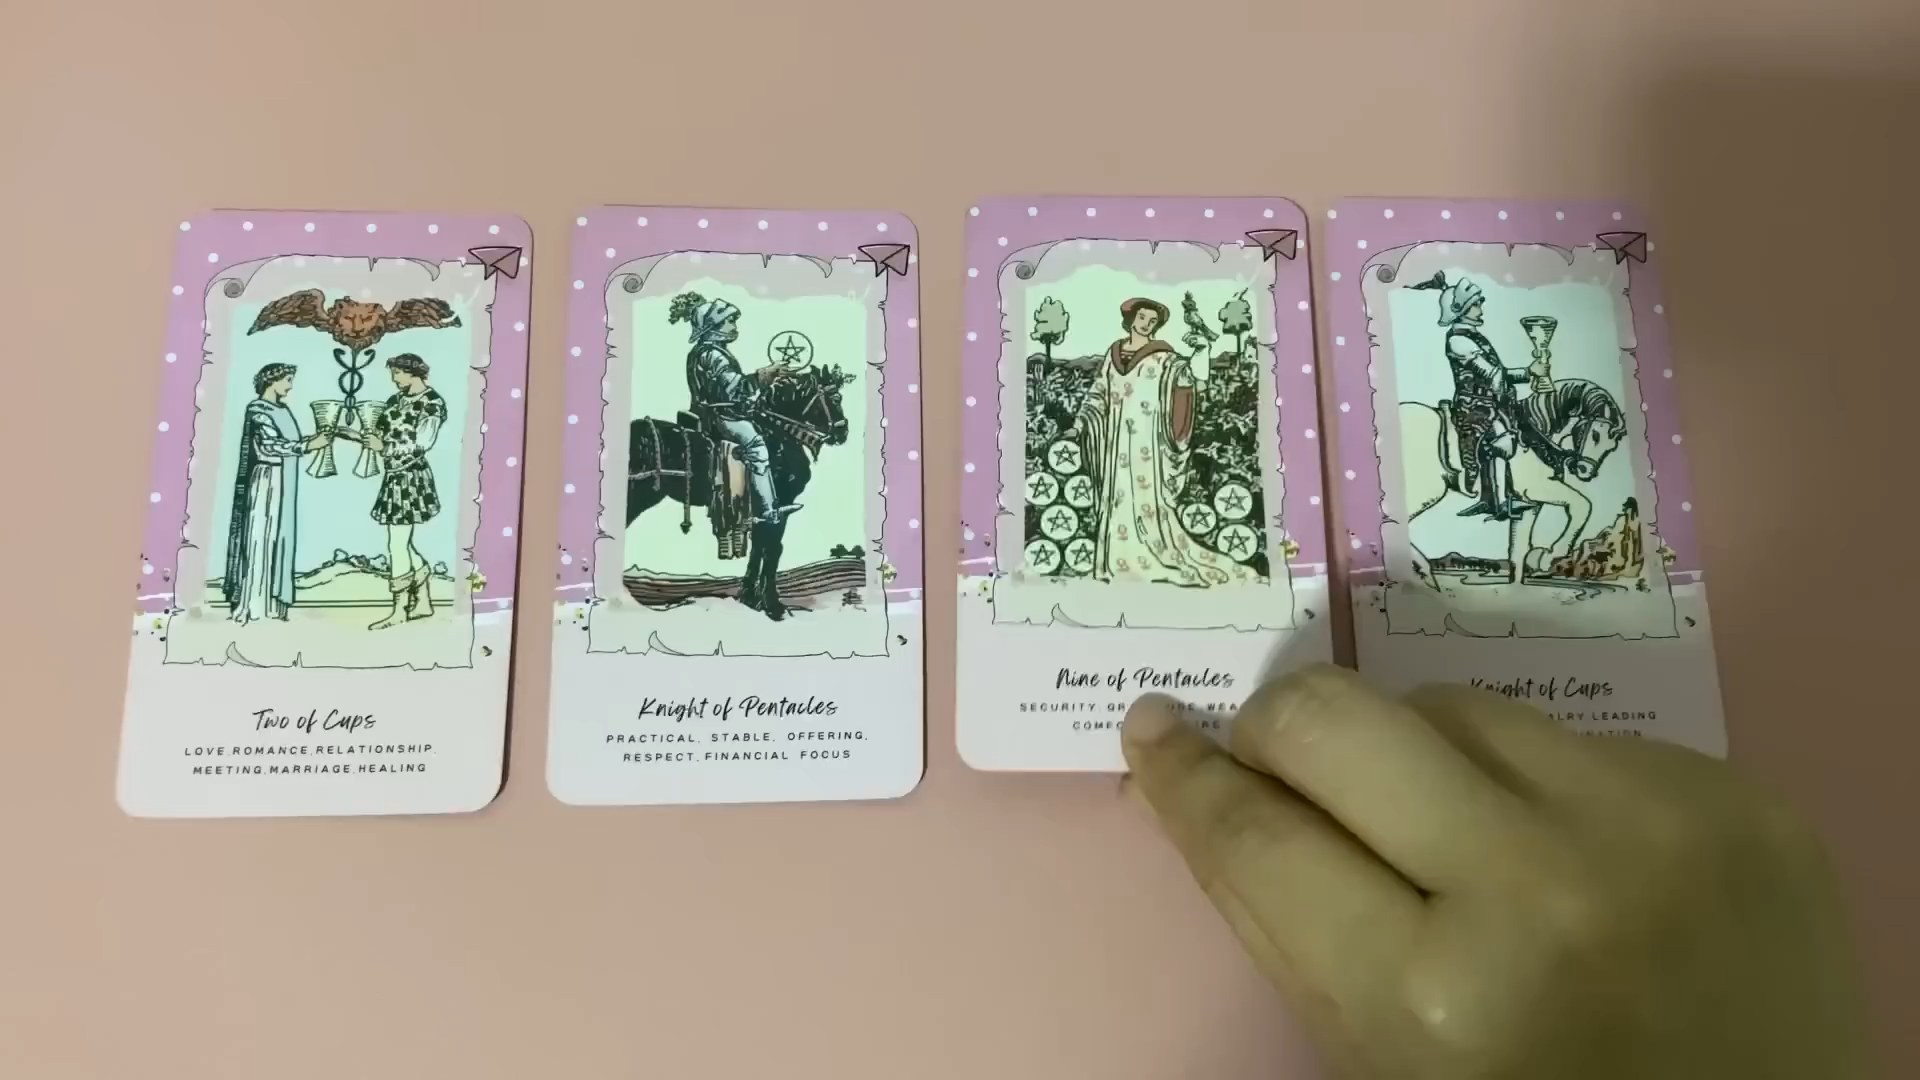 Two of Cups
LOVE.ROMANCE.RELATIONSHIP.
MEETING.MARRIAGE.HEALING
Knight of Pentacles
PRACTICAL. STABLE. OFFERING.
RESPECT. FINANCIAL FOCUS
Nine of Pentacles
SECURITY.
Knight of Cups
LEADING